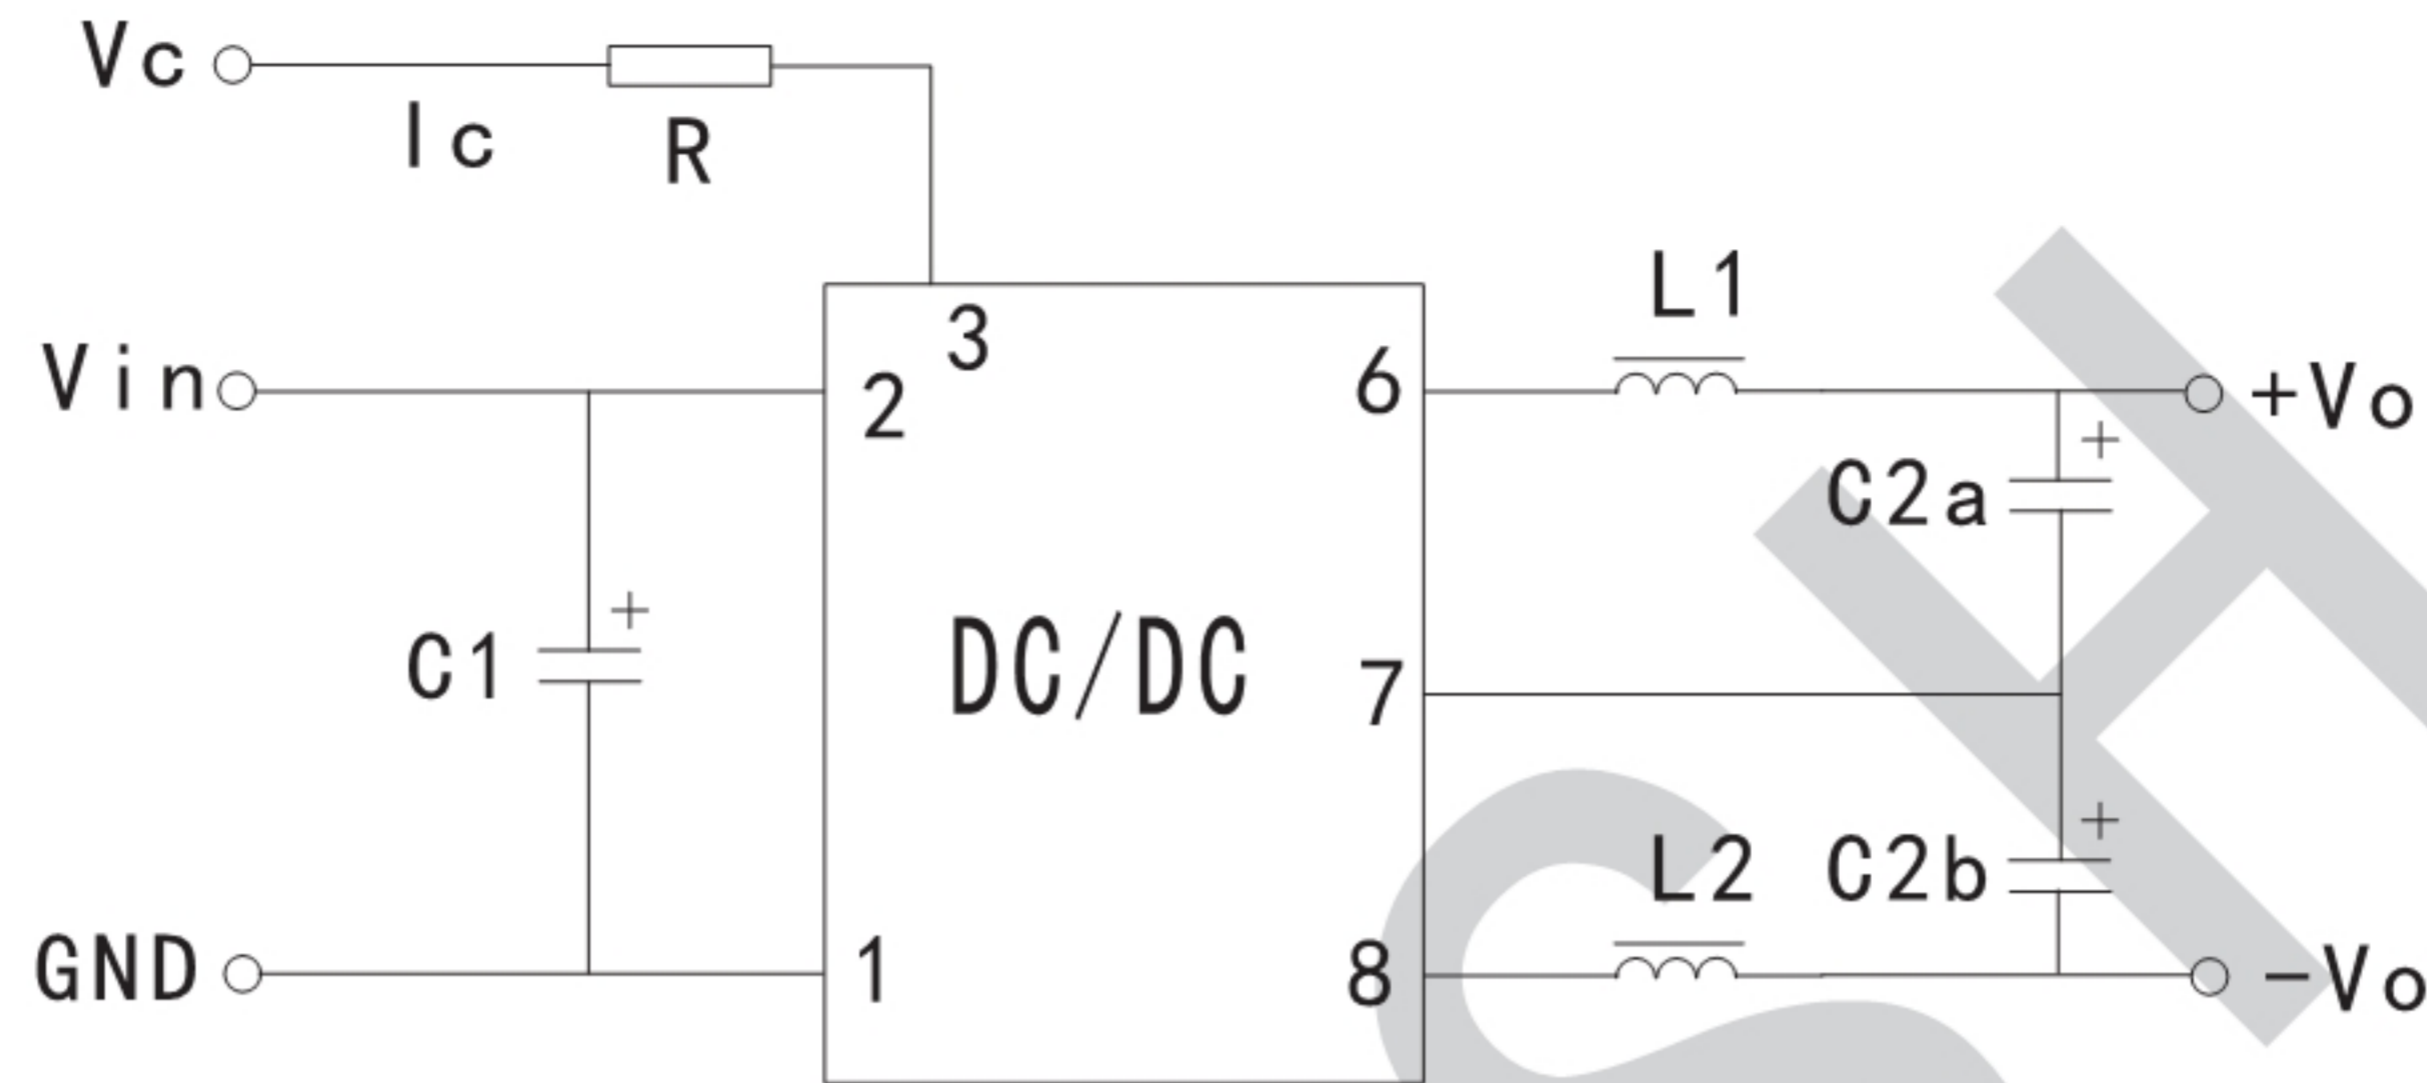 Vc
Ic
R
L1
3
Vin
2
6
+Vo
+
C2a
+
C1
DC/DC
7
+
L2
C2b
GND
1
8
-Vo